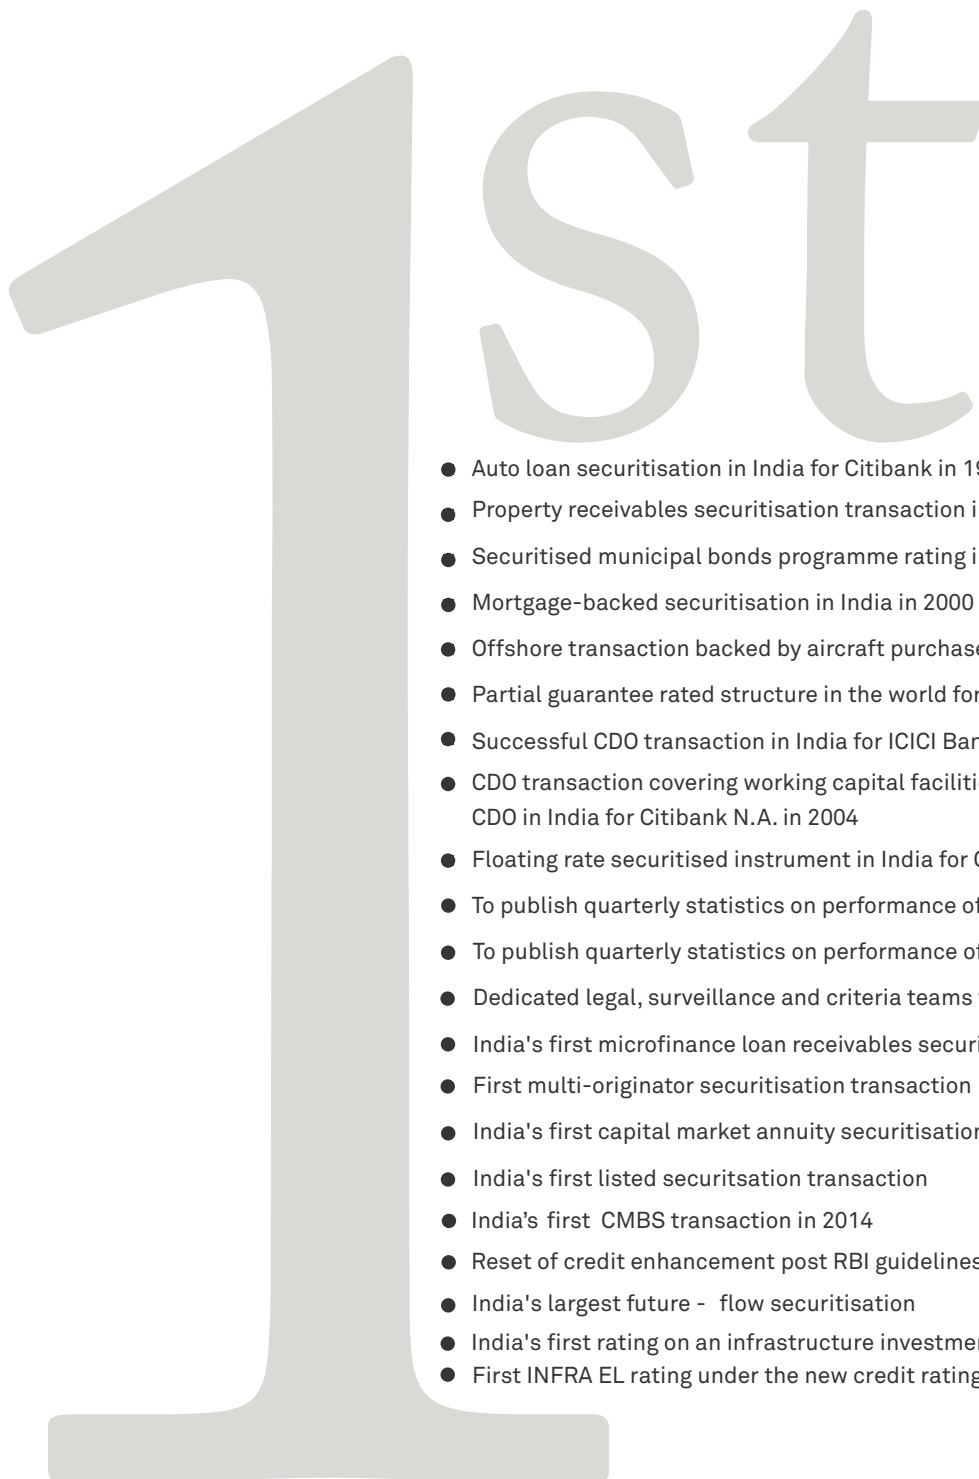 1st
● Auto loan securitisation in India for Citibank in
● Property receivables securitisation transaction
● Securitised municipal bonds programme rating
● Mortgage-backed securitisation in India in 2000
● Offshore transaction backed by aircraft
● Partial guarantee rated structure in the world for
● Successful CDO transaction in India for ICICI
● CDO transaction covering working capital
CDO in India for Citibank N.A. in 2004
● Floating rate securitised instrument in India for
● To publish quarterly statistics on performance of
● To publish quarterly statistics on performance of
● Dedicated legal, surveillance and criteria teams
● India's first microfinance loan receivables
● First multi-originator securitisation transaction
● India's first capital market annuity securitisation
● India's first listed securitsation transaction
● India’s first CMBS transaction in 2014
● Reset of credit enhancement post RBI guidelines
● India's largest future - flow securitisation
● India's first rating on an infrastructure
● First INFRA EL rating under the new credit rating